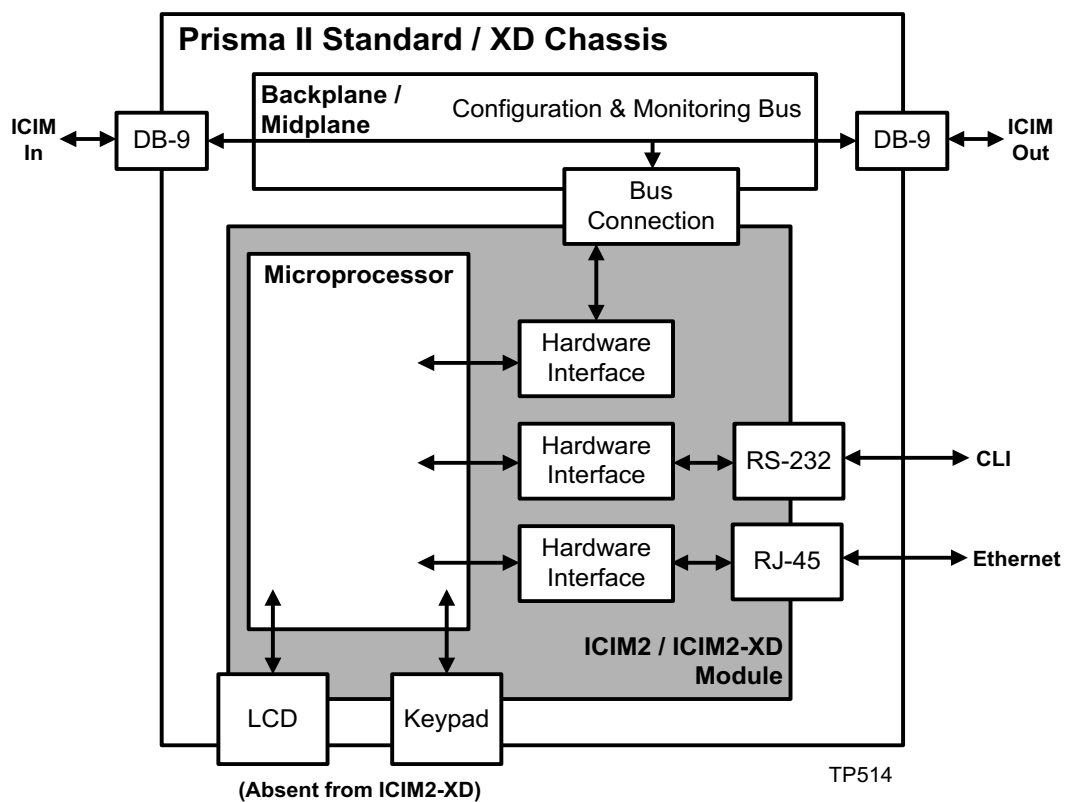 Prisma II Standard / XD Chassis
Backplane /
Midplane
Configuration & Monitoring Bus
ICIM
In
DB-9
DB-9
ICIM
Out
Bus
Connection
Microprocessor
Hardware
Interface
Hardware
Interface
RS-232
CLI
Hardware
Interface
RJ-45
Ethernet
ICIM2 / ICIM2-XD
Module
LCD
Keypad
(Absent from ICIM2-XD)
TP514